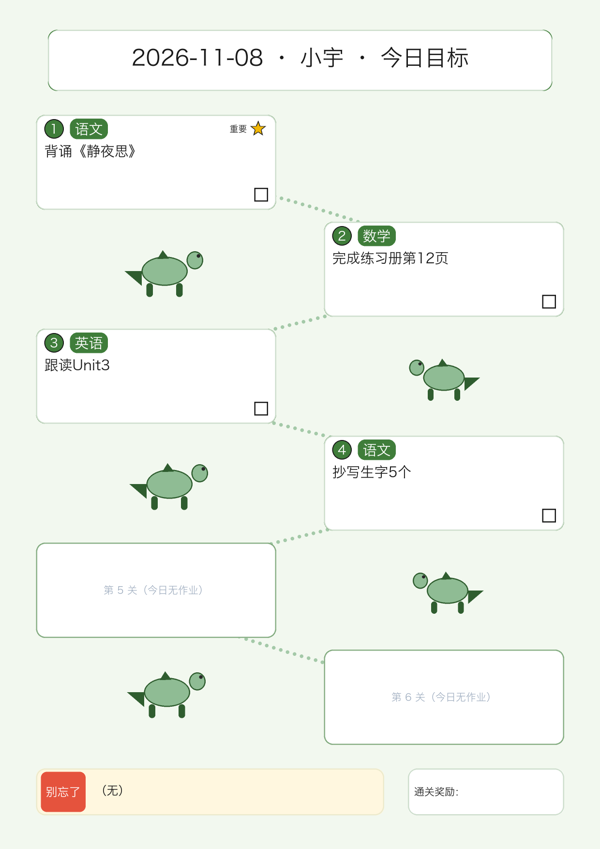 2026-11-08 · 小宇 · 今日目标
1 语文 重要
背诵《静夜思》
2 数学
完成练习册第12页
3 英语
跟读Unit3
4 语文
抄写生字5个
第 5 关（今日无作业）
第 6 关（今日无作业）
别忘了 （无）
通关奖励：